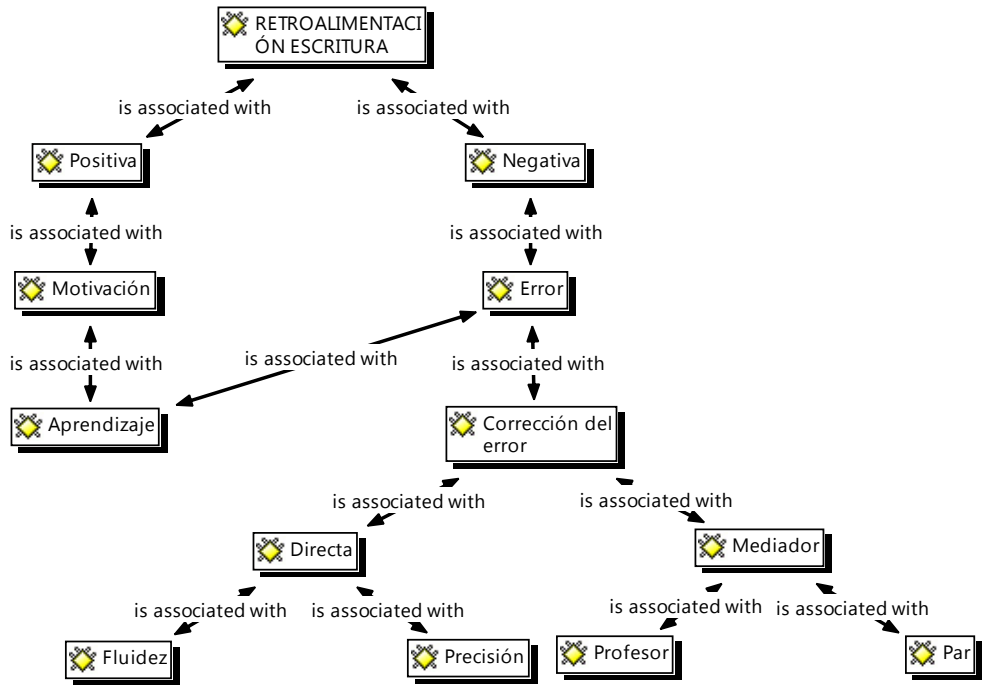 RETROALIMENTACI
ÓN ESCRITURA
is associated with
is associated with
Positiva
Negativa
is associated with
is associated with
Motivación
Error
is associated with
is associated with
is associated with
Aprendizaje
Corrección del
error
is associated with
is associated with
Directa
Mediador
is associated with
is associated with
is associated with
is associated with
Fluidez
Precisión
Profesor
Par